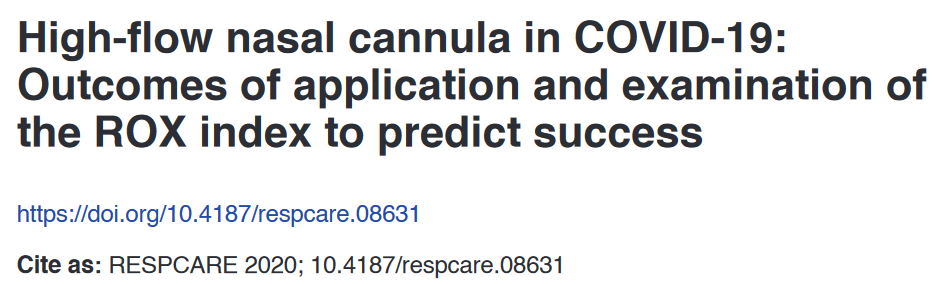 High-flow nasal cannula in COVID-19:
Outcomes of application and examination of
the ROX index to predict success
https://doi.org/10.4187/respcare.08631
Cite as: RESPCARE 2020; 10.4187/respcare.08631